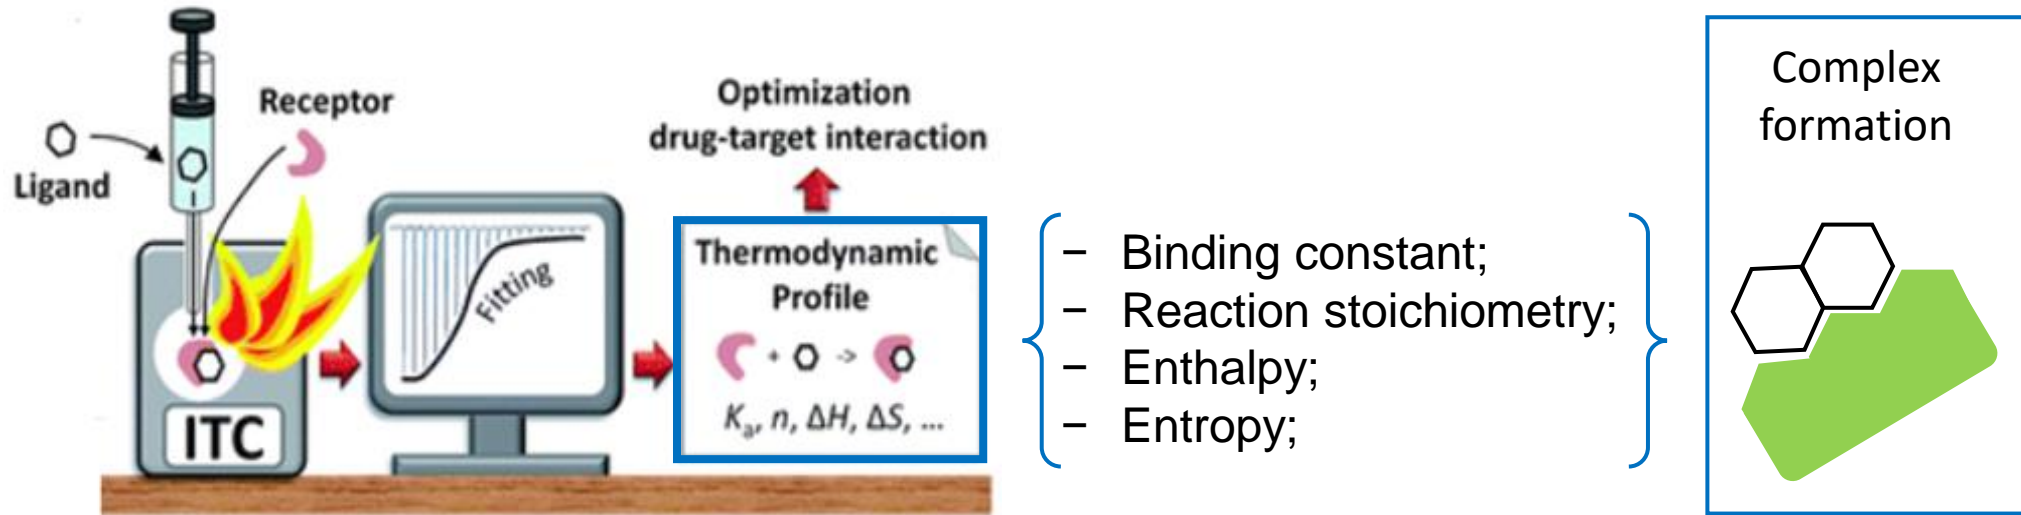 Ligand
Receptor
ITC
Fitting
Optimization
drug-target interaction
Thermodynamic
Profile
+ ->
Kₐ, n, ΔH, ΔS, ...
− Binding constant;
− Reaction stoichiometry;
− Enthalpy;
− Entropy;
Complex
formation